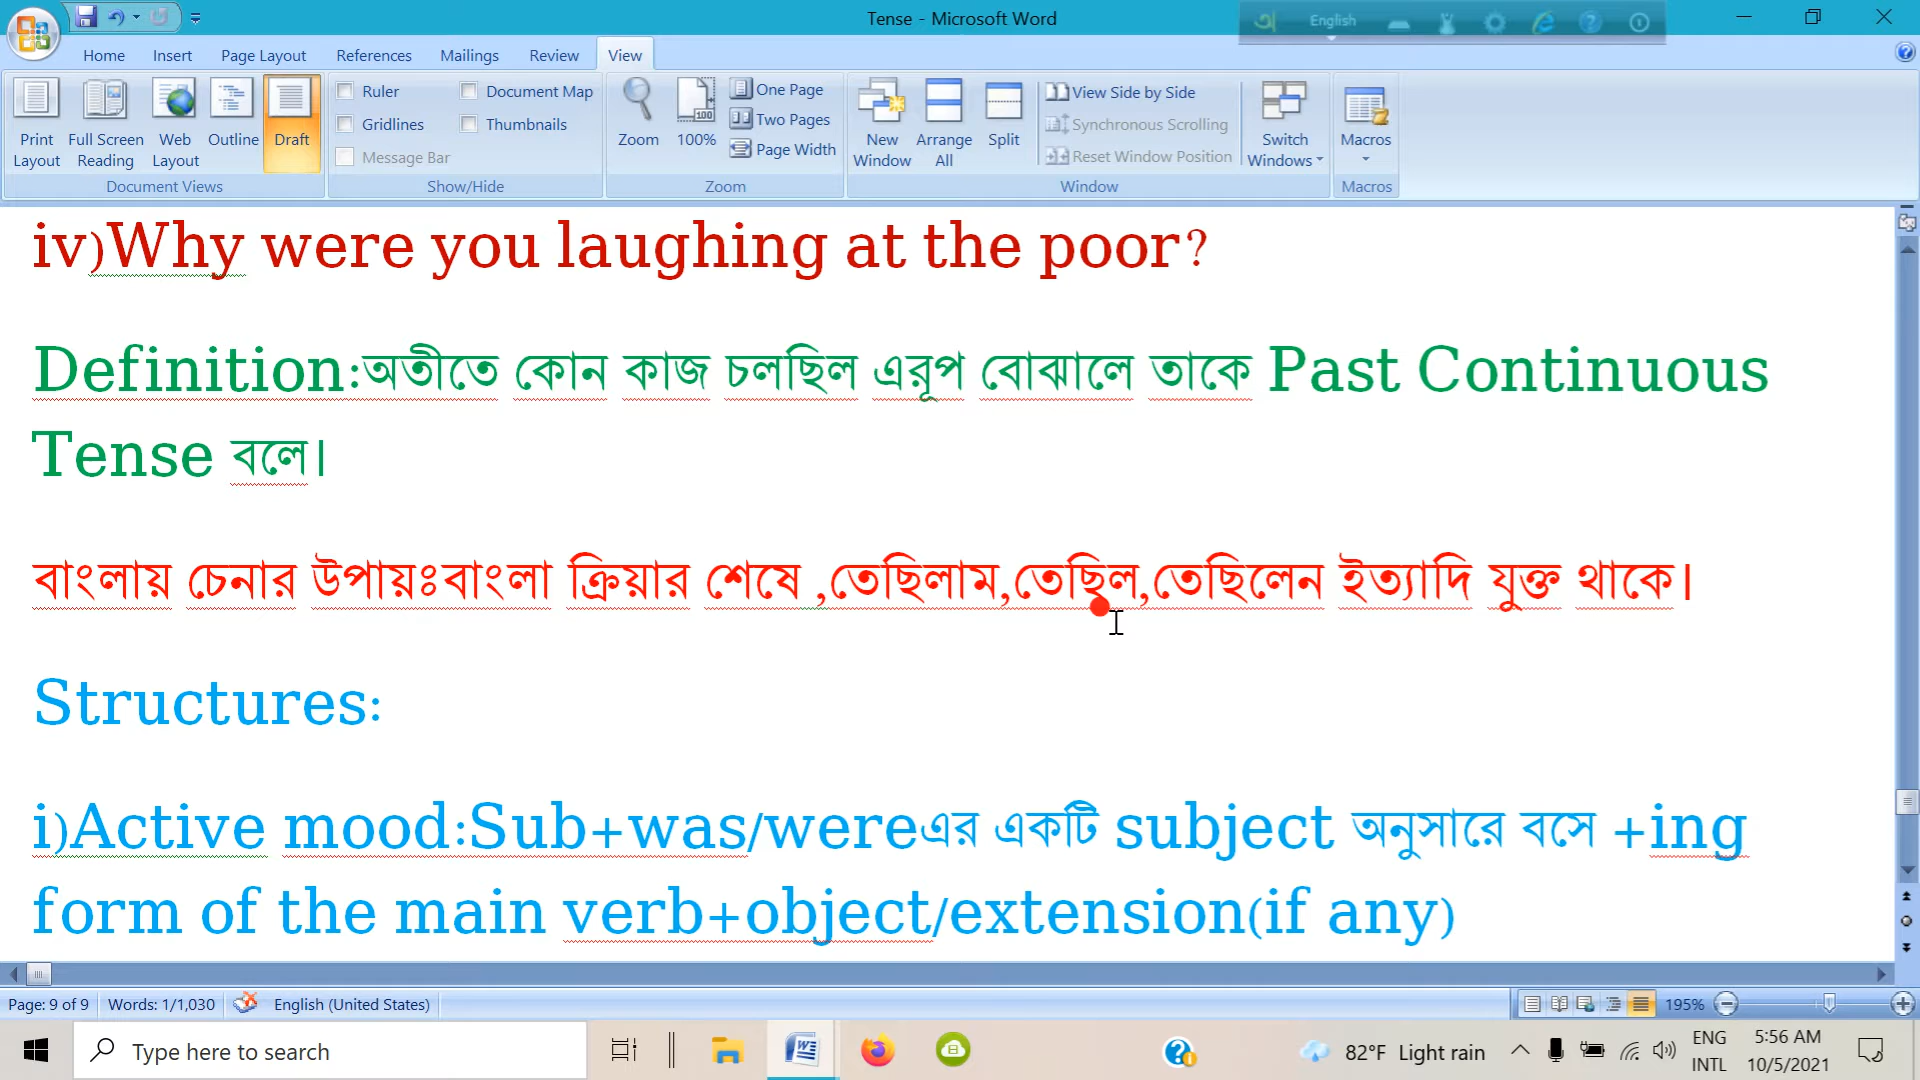 Tense - Microsoft Word
English
Home Insert Page Layout References Mailings Review View
Print Layout
Full Screen Reading
Web Layout
Outline
Draft
Document Views
Ruler
Gridlines
Message Bar
Document Map
Thumbnails
Show/Hide
Zoom
100%
One Page
Two Pages
Page Width
Zoom
New Window
Arrange All
Split
View Side by Side
Synchronous Scrolling
Reset Window Position
Window
Switch Windows
Macros
Macros
iv)Why were you laughing at the poor?
Definition:অতীতে কোন কাজ চলছিল এরূপ বোঝালে তাকে Past Continuous
Tense বলে।
বাংলায় চেনার উপায়ঃবাংলা ক্রিয়ার শেষে ,তেছিলাম,তেছিল,তেছিলেন ইত্যাদি যুক্ত থাকে।
Structures:
i)Active mood:Sub+was/wereএর একটি subject অনুসারে বসে +ing
form of the main verb+object/extension(if any)
Page: 9 of 9 Words: 1/1,030 English (United States) 195%
Type here to search
82°F Light rain
ENG
INTL
5:56 AM
10/5/2021